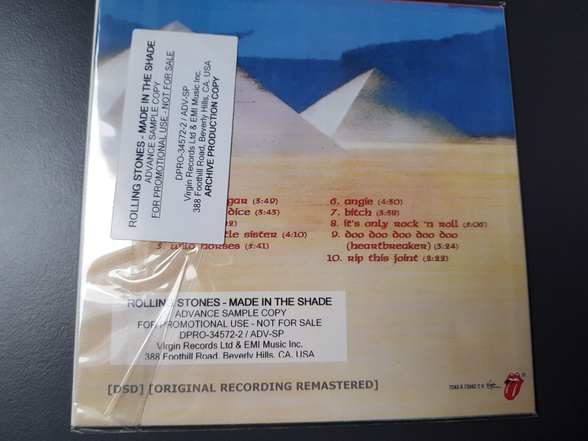 ROLLING STONES - MADE IN THE SHADE
ADVANCE SAMPLE COPY
FOR PROMOTIONAL USE - NOT FOR SALE
DPRO-34572-2 / ADV-SP
Virgin Records Ltd & EMI Music Inc.
388 Foothill Road, Beverly Hills, CA. USA
ARCHIVE PRODUCTION COPY
gar (3:49)
dice (3:43)
tle sister (4:10)
5. wild horses (5:41)
6. angie (4:30)
7. bitch (3:38)
8. it's only rock 'n roll (5:06)
9. doo doo doo doo doo
(heartbreaker) (3:24)
10. rip this joint (2:22)
ROLLING STONES - MADE IN THE SHADE
ADVANCE SAMPLE COPY
FOR PROMOTIONAL USE - NOT FOR SALE
DPRO-34572-2 / ADV-SP
Virgin Records Ltd & EMI Music Inc.
388 Foothill Road, Beverly Hills, CA. USA
[DSD] [ORIGINAL RECORDING REMASTERED]